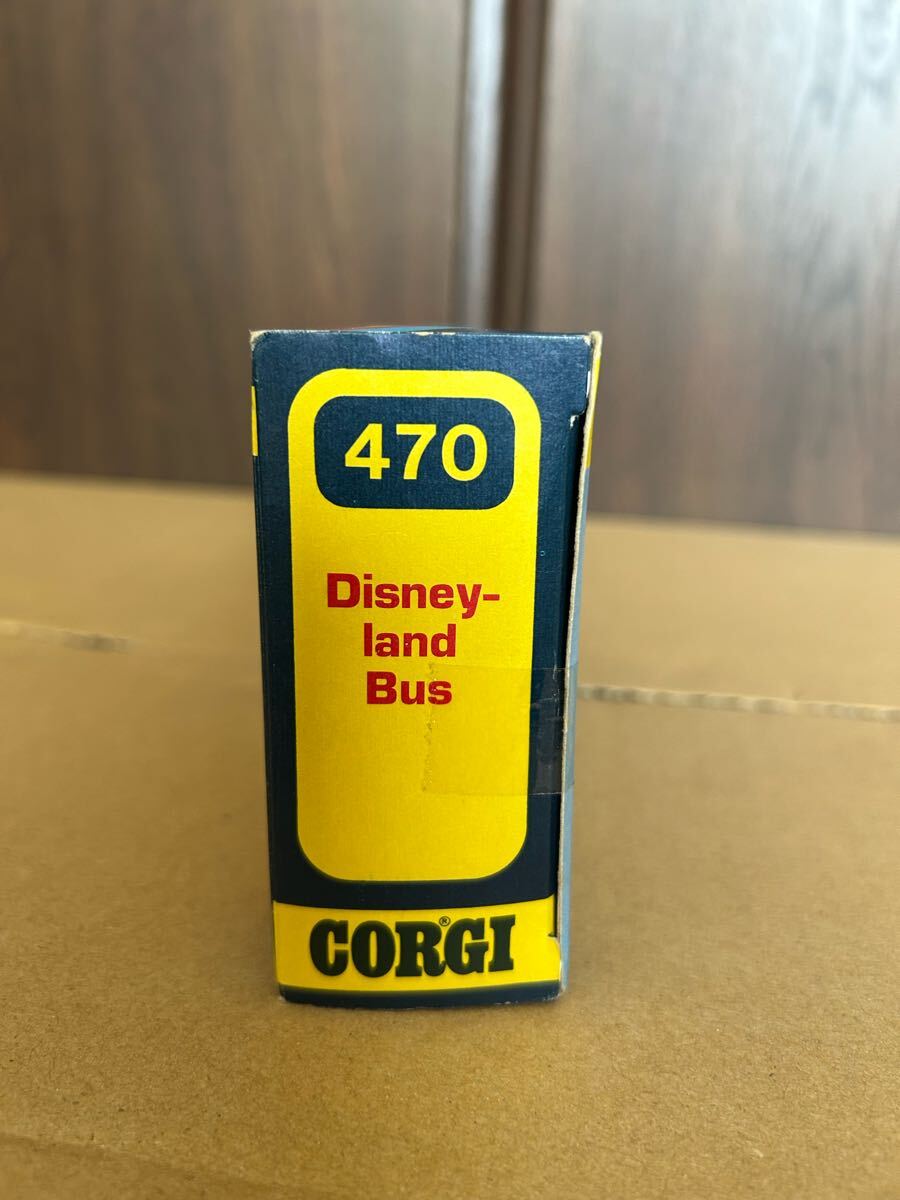 470
Disney-
land
Bus
CORGI®